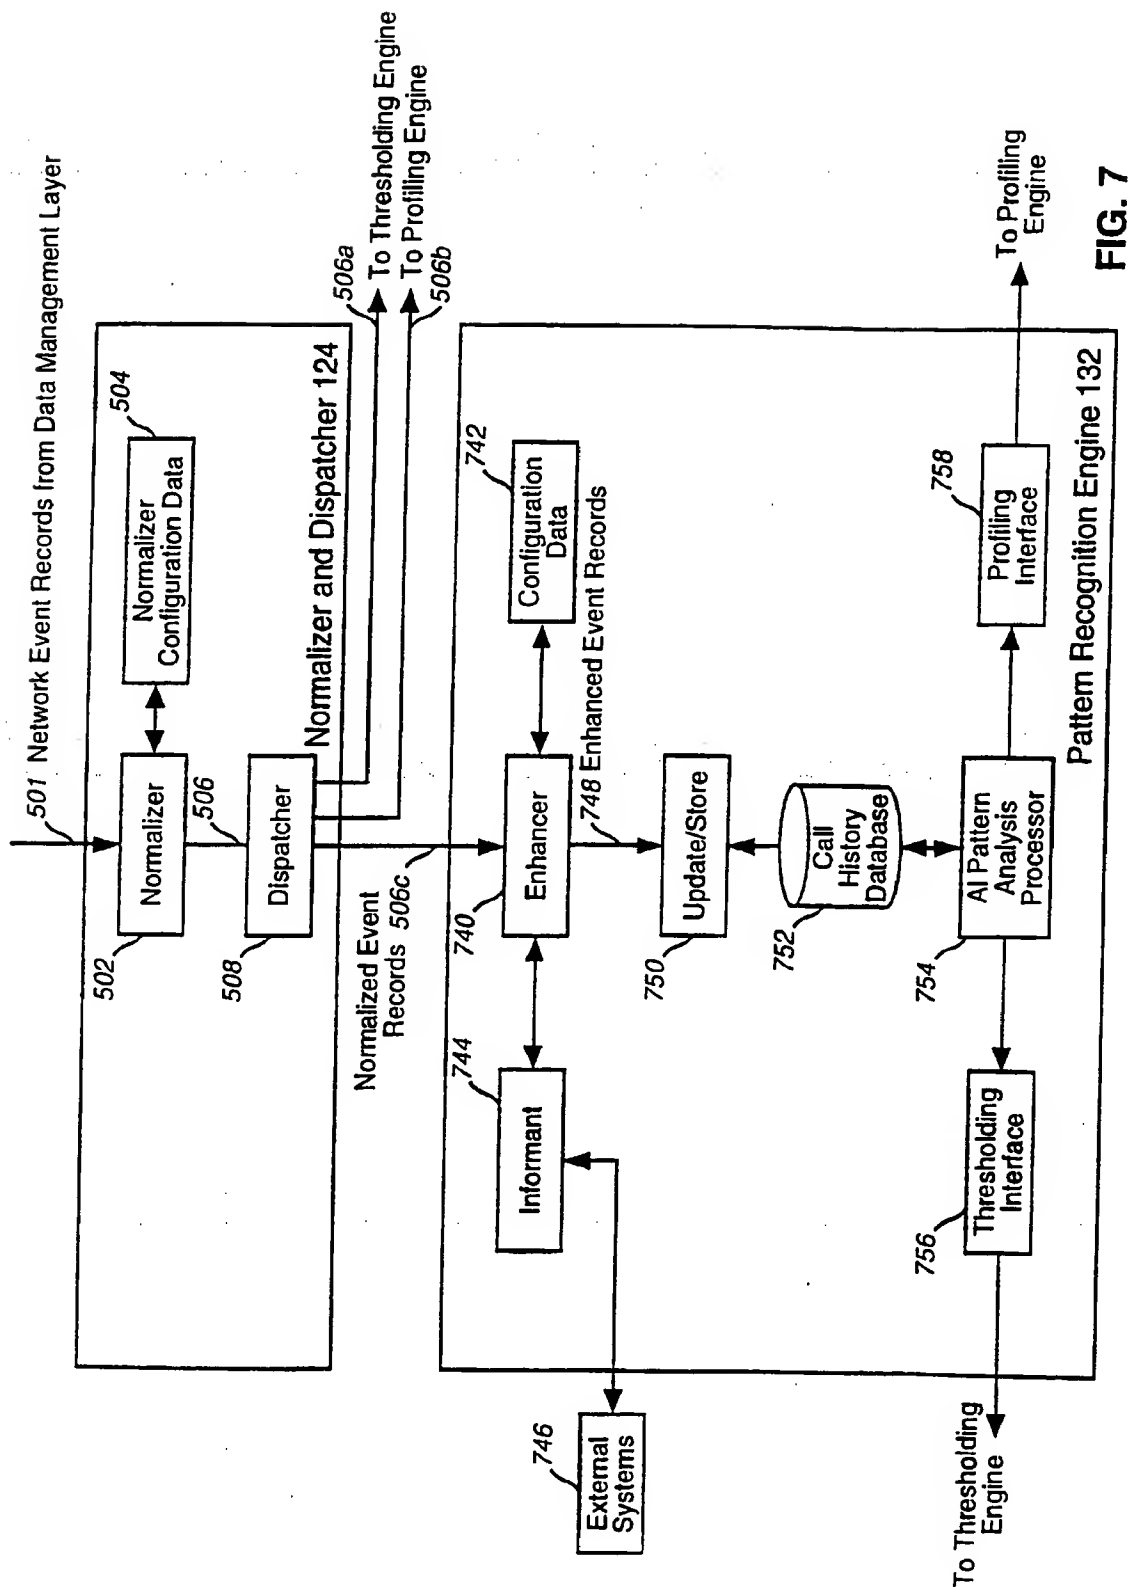 501 Network Event Records from Data Management Layer
504
Normalizer
Configuration Data
Normalizer
502
506
Dispatcher
508
Normalizer and Dispatcher 124
506a
To Thresholding Engine
To Profiling Engine
506b
Normalized Event
Records 506c
742
Configuration
Data
Enhancer
740
744
Informant
746
External
Systems
748 Enhanced Event Records
Update/Store
750
Call
History
Database
752
AI Pattern
Analysis
Processor
754
758
Profiling
Interface
To Profiling
Engine
Thresholding
Interface
756
To Thresholding
Engine
Pattern Recognition Engine 132
FIG. 7